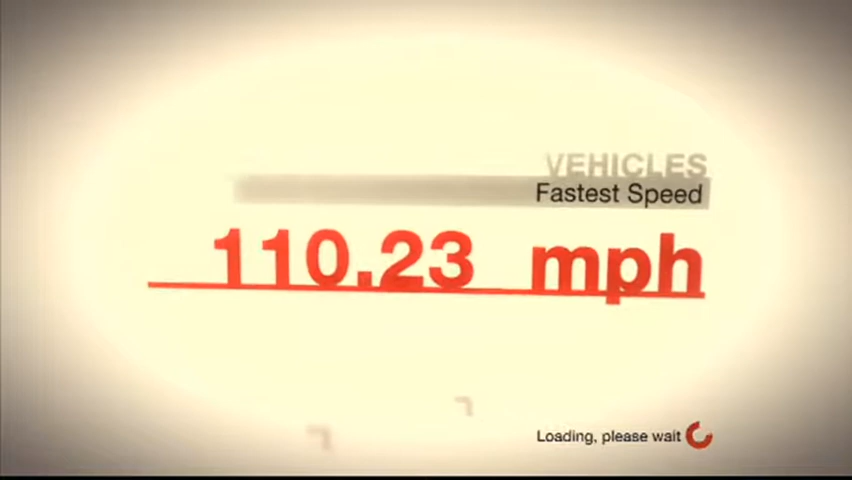 VEHICLES
Fastest Speed
110.23 mph
Loading, please wait